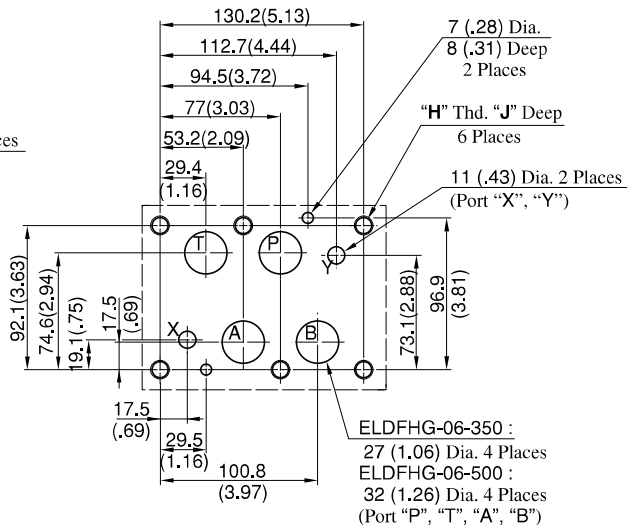 130.2(5.13)
112.7(4.44)
94.5(3.72)
77(3.03)
53.2(2.09)
29.4
(1.16)
7 (.28) Dia.
8 (.31) Deep
2 Places
"H" Thd. "J" Deep
6 Places
11 (.43) Dia. 2 Places
(Port "X", "Y")
T
P
Y
X
A
B
92.1(3.63)
74.6(2.94)
19.1(.75)
17.5
(.69)
73.1(2.88)
96.9
(3.81)
17.5
(.69)
29.5
(1.16)
100.8
(3.97)
ELDFHG-06-350 :
27 (1.06) Dia. 4 Places
ELDFHG-06-500 :
32 (1.26) Dia. 4 Places
(Port "P", "T", "A", "B")